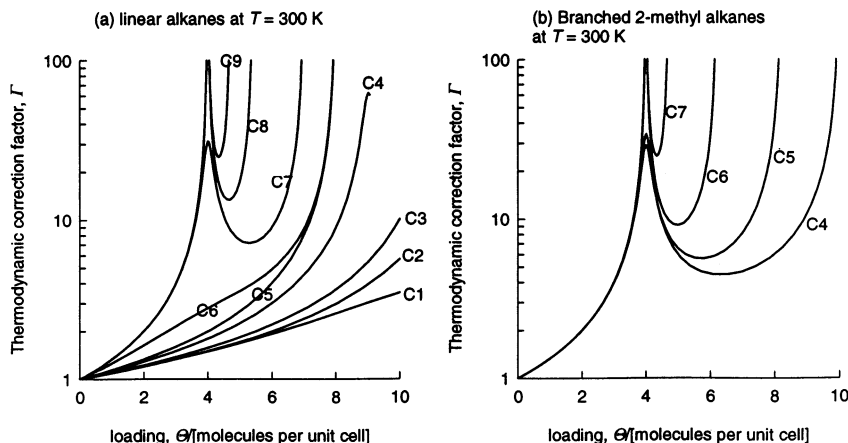 (a) linear alkanes at T = 300 K
Thermodynamic correction factor, Γ
100
10
1
C9
C8
C7
C6
C5
C4
C3
C2
C1
0
2
4
6
8
10
loading, Θ/[molecules per unit cell]
(b) Branched 2-methyl alkanes
at T = 300 K
Thermodynamic correction factor, Γ
100
10
1
C7
C6
C5
C4
0
2
4
6
8
10
loading, Θ/[molecules per unit cell]